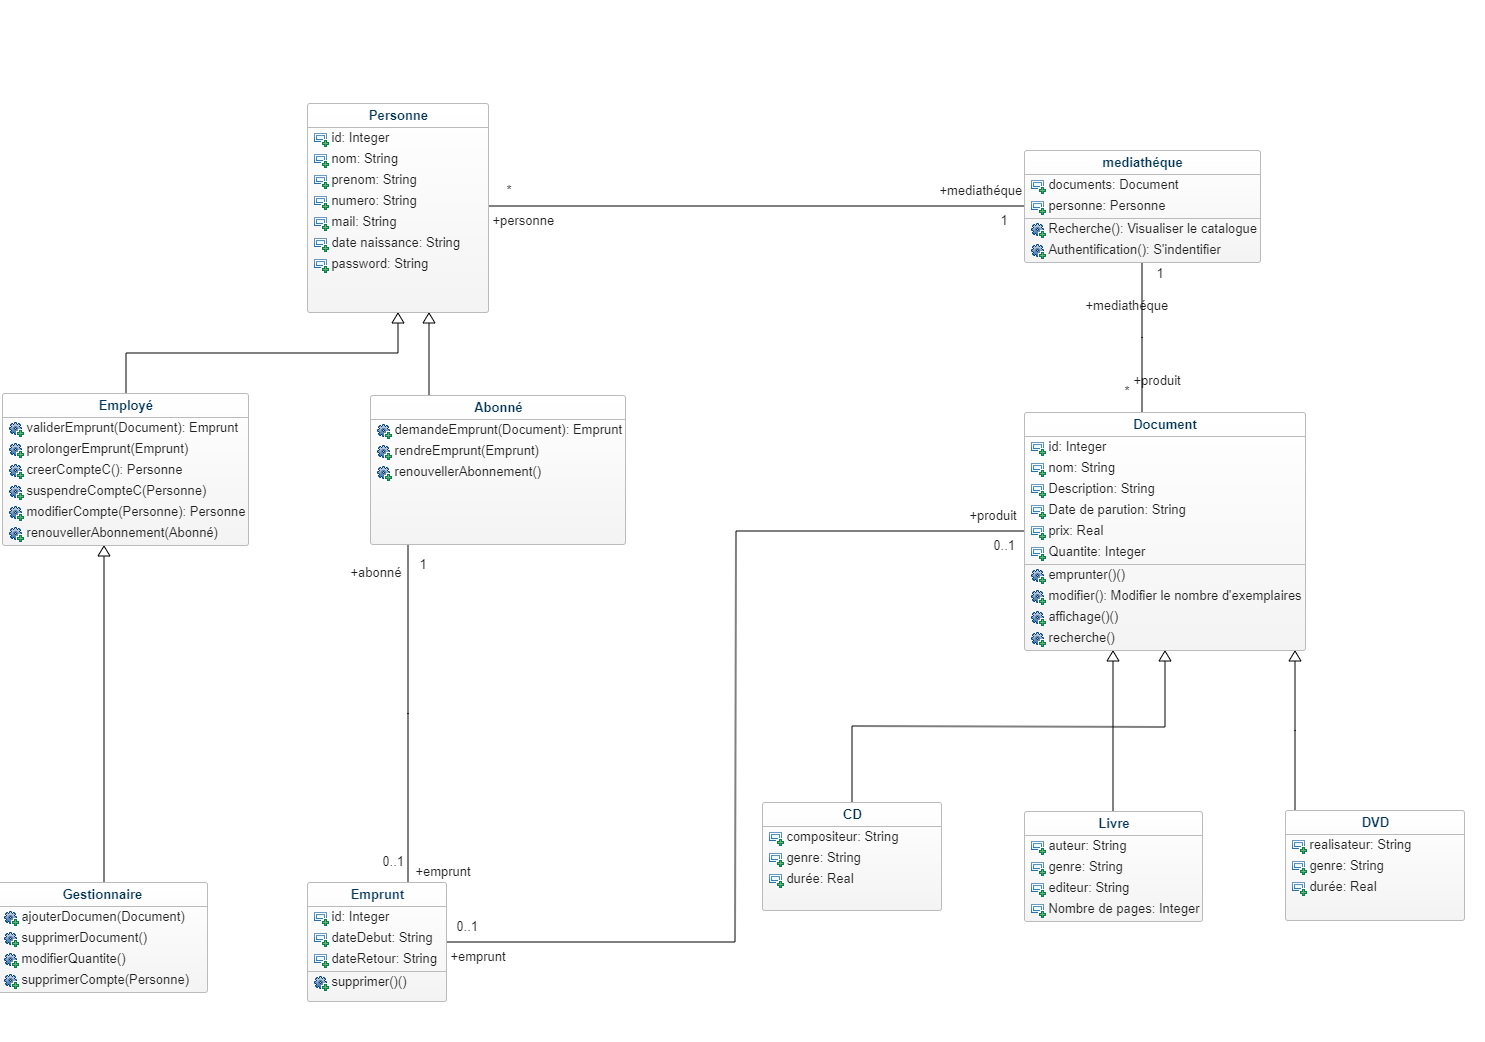 Personne
id: Integer
nom: String
prenom: String
numero: String
mail: String
date naissance: String
password: String
*
+personne
+mediathéque
1
mediathéque
documents: Document
personne: Personne
Recherche(): Visualiser le catalogue
Authentification(): S'indentifier
1
+mediathéque
+produit
*
Employé
validerEmprunt(Document): Emprunt
prolongerEmprunt(Emprunt)
creerCompteC(): Personne
suspendreCompteC(Personne)
modifierCompte(Personne): Personne
renouvellerAbonnement(Abonné)
Abonné
demandeEmprunt(Document): Emprunt
rendreEmprunt(Emprunt)
renouvellerAbonnement()
Document
id: Integer
nom: String
Description: String
Date de parution: String
prix: Real
Quantite: Integer
emprunter()()
modifier(): Modifier le nombre d'exemplaires
affichage()()
recherche()
+produit
0..1
+abonné
1
0..1
+emprunt
CD
compositeur: String
genre: String
durée: Real
Livre
auteur: String
genre: String
editeur: String
Nombre de pages: Integer
DVD
realisateur: String
genre: String
durée: Real
Gestionnaire
ajouterDocumen(Document)
supprimerDocument()
modifierQuantite()
supprimerCompte(Personne)
Emprunt
id: Integer
dateDebut: String
dateRetour: String
supprimer()()
0..1
+emprunt